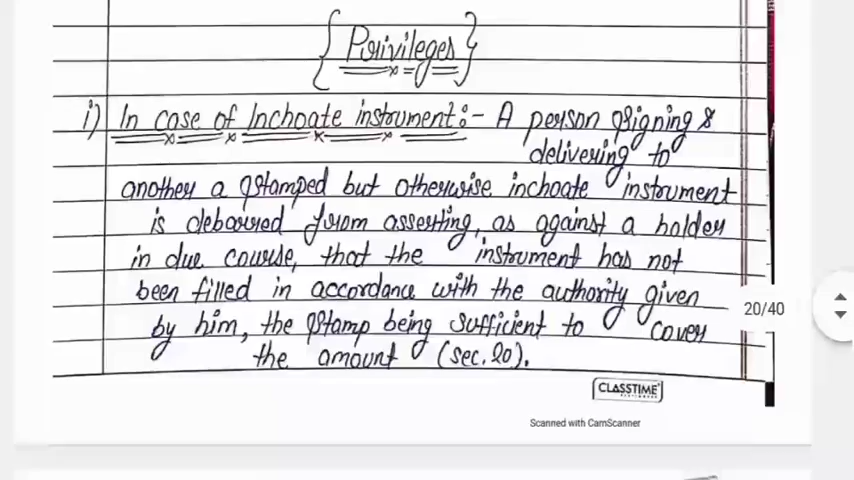 {Privileges}
i) In case of Inchoate instrument:- A person signing &
delivering to
another a stamped but otherwise inchoate instrument
is debarred from asserting, as against a holder
in due course, that the instrument has not
been filled in accordance with the authority given
by him, the stamp being sufficient to cover
the amount (sec. 20).
20/40
CLASSTIME
Scanned with CamScanner